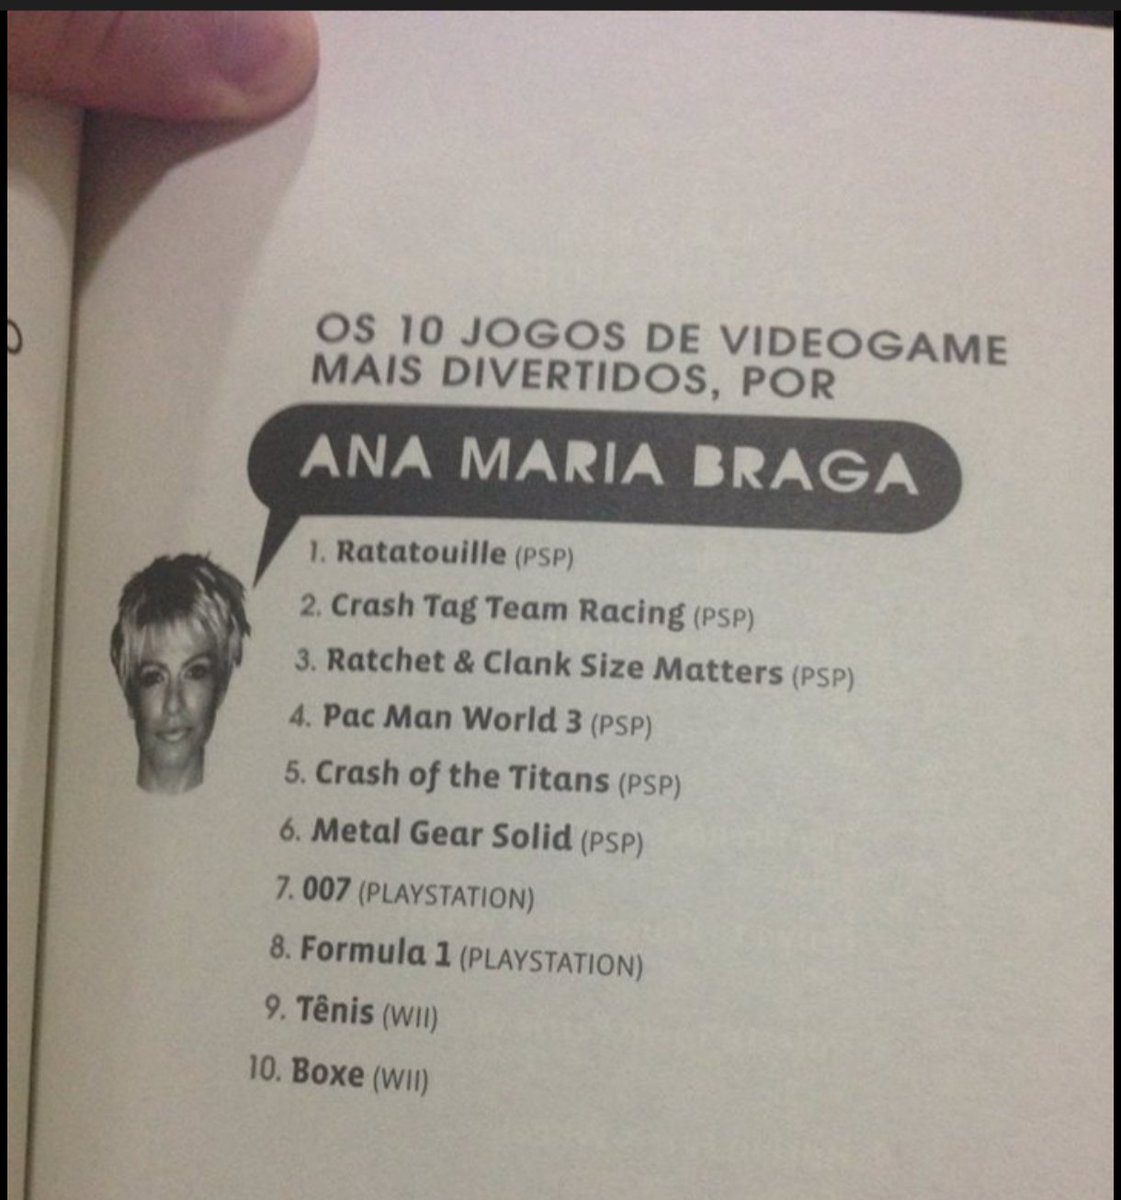 OS 10 JOGOS DE VIDEOGAME
MAIS DIVERTIDOS, POR
ANA MARIA BRAGA
1. Ratatouille (PSP)
2. Crash Tag Team Racing (PSP)
3. Ratchet & Clank Size Matters (PSP)
4. Pac Man World 3 (PSP)
5. Crash of the Titans (PSP)
6. Metal Gear Solid (PSP)
7. 007 (PLAYSTATION)
8. Formula 1 (PLAYSTATION)
9. Tênis (WII)
10. Boxe (WII)